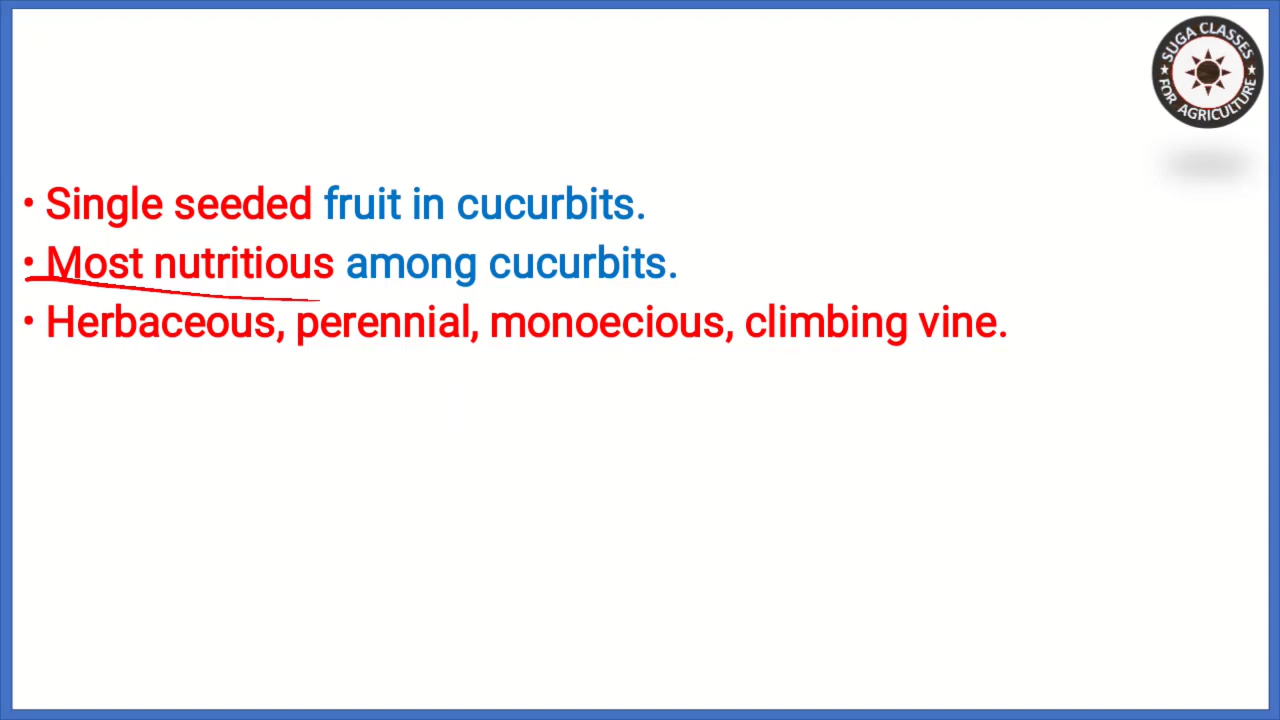 SUGA CLASSES
FOR AGRICULTURE
• Single seeded fruit in cucurbits.
• Most nutritious among cucurbits.
• Herbaceous, perennial, monoecious, climbing vine.